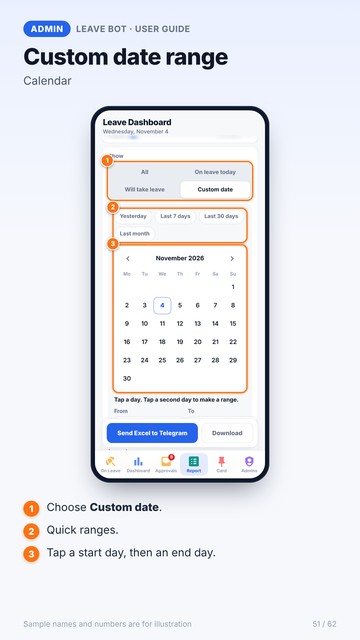 ADMIN LEAVE BOT · USER GUIDE
Custom date range
Calendar
Leave Dashboard
Wednesday, November 4
1
how
All On leave today
Will take leave Custom date
2
Yesterday Last 7 days Last 30 days
Last month
3
‹ November 2026 ›
Mo Tu We Th Fr Sa Su
1
2 3 4 5 6 7 8
9 10 11 12 13 14 15
16 17 18 19 20 21 22
23 24 25 26 27 28 29
30
Tap a day. Tap a second day to make a range.
From To
Send Excel to Telegram Download
On Leave Dashboard Approvals Report Card Admins
1 Choose Custom date.
2 Quick ranges.
3 Tap a start day, then an end day.
Sample names and numbers are for illustration 51 / 62